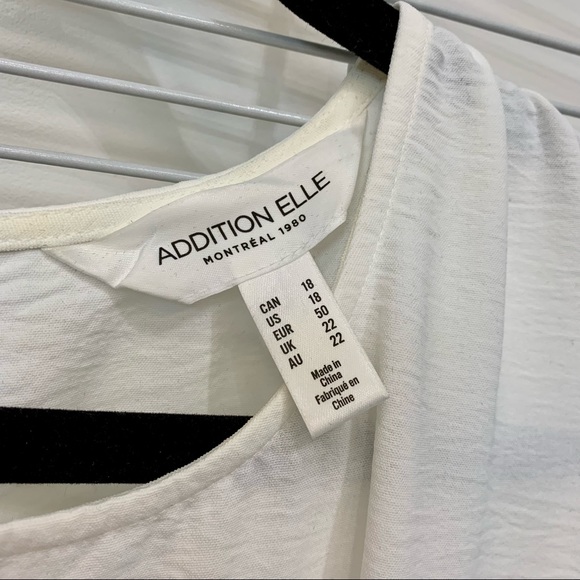 ADDITION ELLE
MONTRÉAL 1980
CAN 18
US 18
EUR 50
UK 22
AU 22
Made in
China
Fabriqué en
Chine